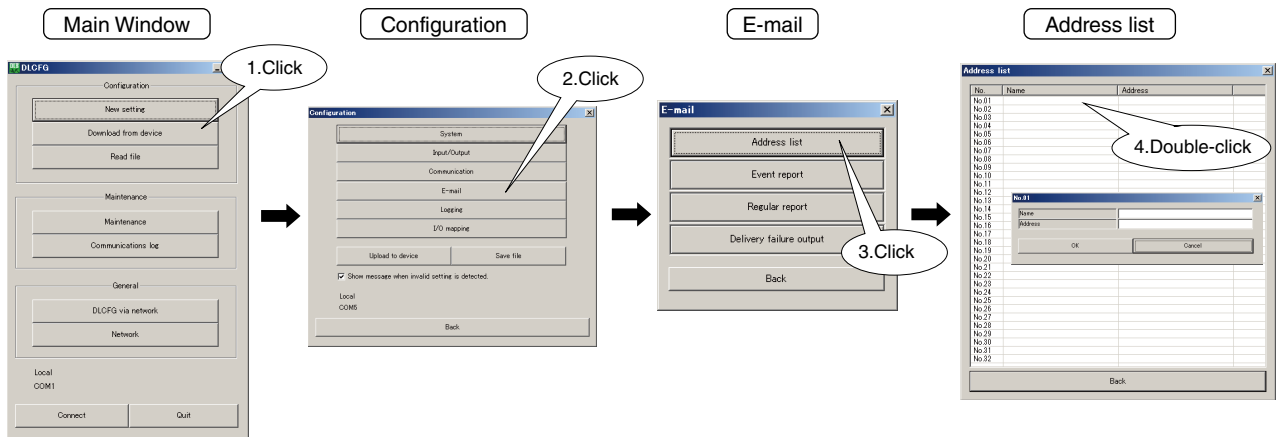 Main Window
Configuration
E-mail
Address list
DLCFG
1.Click
Configuration
New setting
Download from device
Read file
Maintenance
Maintenance
Communications log
General
DLCFG via network
Network
Local
COM1
Connect
Quit
2.Click
Configuration
System
Input/Output
Communication
E-mail
Logging
I/O mapping
Upload to device
Save file
Show message when invalid setting is detected.
Local
COM5
Back
E-mail
Address list
Event report
Regular report
Delivery failure output
3.Click
Back
Address list
No. Name Address
No.01
No.02
No.03
No.04
No.05
No.06
No.07
No.08
No.09
No.10
No.11
No.12
No.13
No.14
No.15
No.16
No.17
No.18
No.19
No.20
No.21
No.22
No.23
No.24
No.25
No.26
No.27
No.28
No.29
No.30
No.31
No.32
4.Double-click
No.01
Name
Address
OK
Cancel
Back